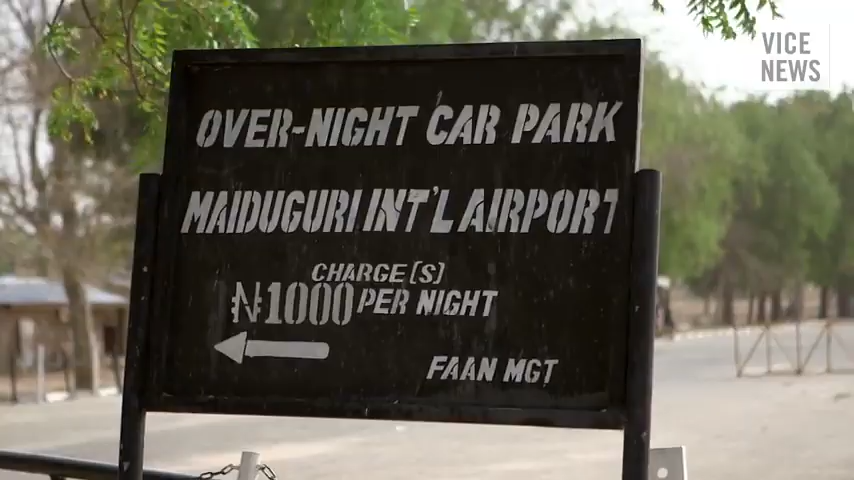 VICE
NEWS
OVER-NIGHT CAR PARK
MAIDUGURI INT'L AIRPORT
CHARGE(S)
₦1000 PER NIGHT
FAAN MGT